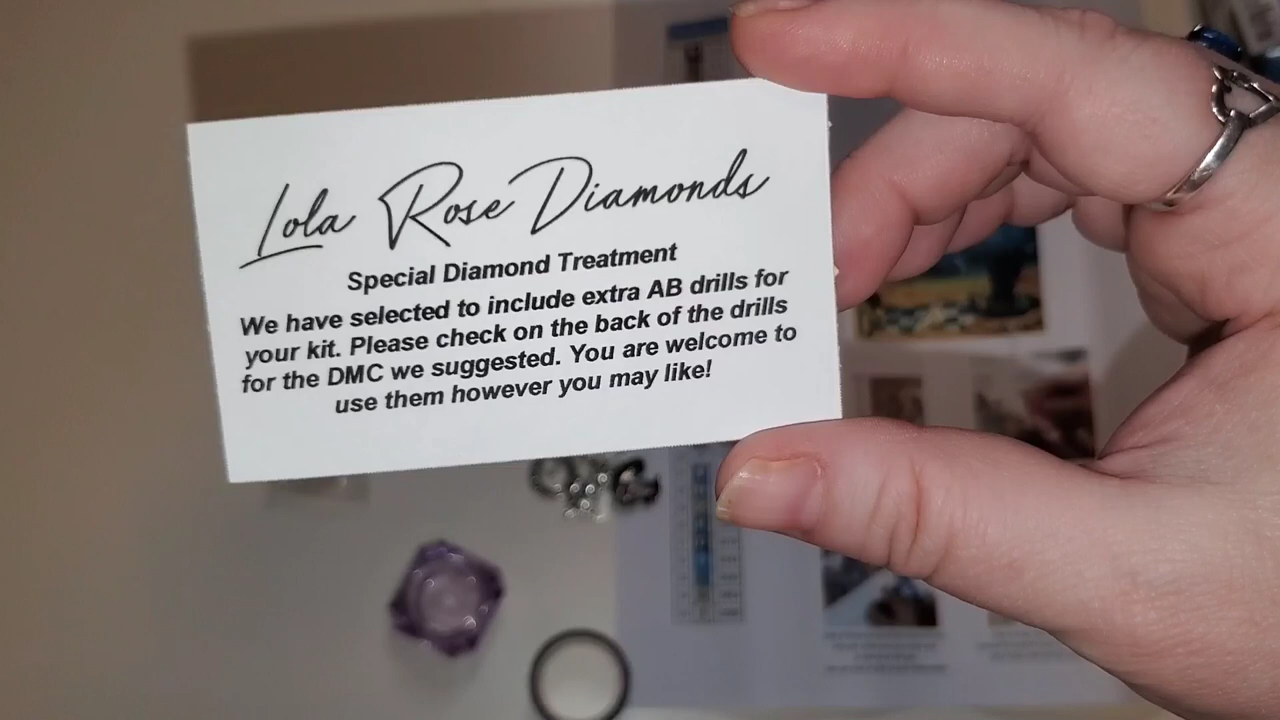 Lola Rose Diamonds
Special Diamond Treatment
We have selected to include extra AB drills for
your kit. Please check on the back of the drills
for the DMC we suggested. You are welcome to
use them however you may like!